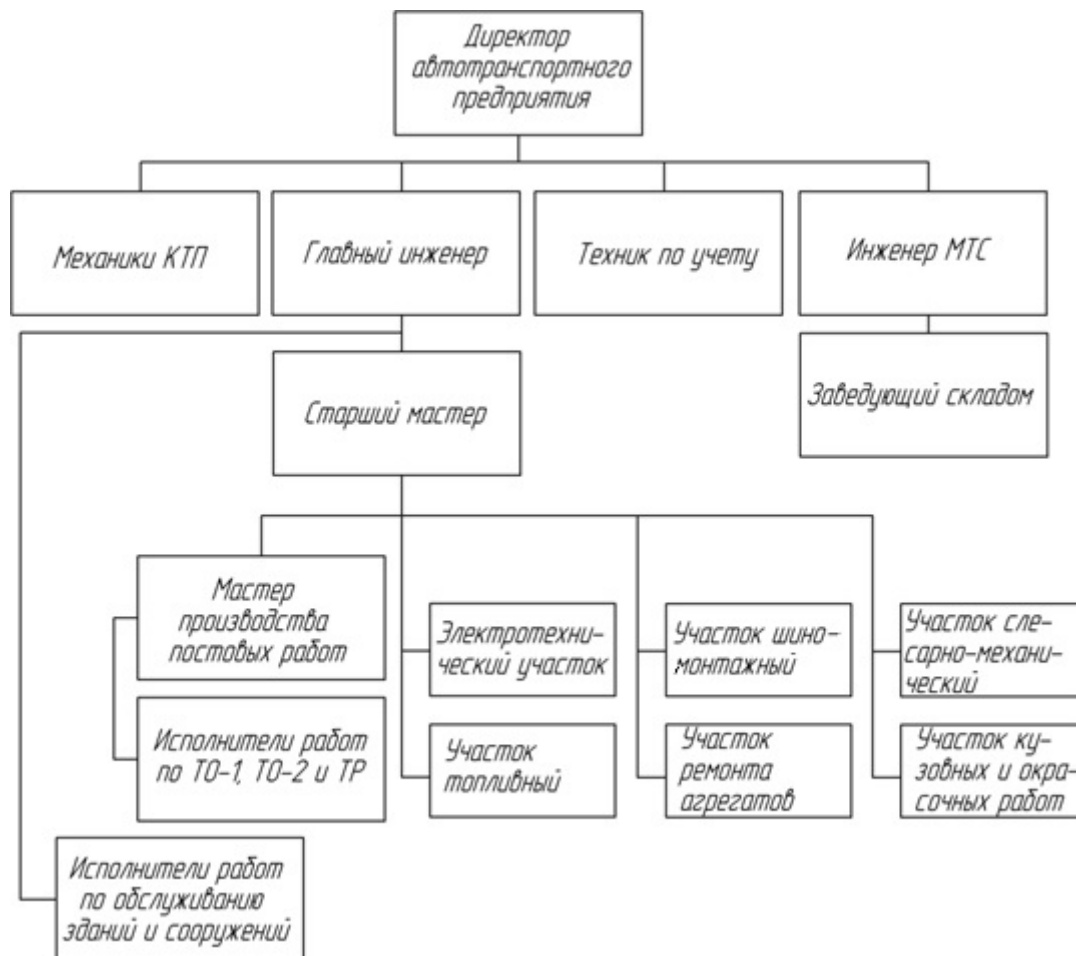 Директор
автотранспортного
предприятия
Механики КТП
Главный инженер
Техник по учету
Инженер МТС
Заведующий складом
Старший мастер
Мастер
производства
постовых работ
Электротехни-
ческий участок
Участок шино-
монтажный
Участок сле-
сарно-механи-
ческий
Исполнители работ
по ТО-1, ТО-2 и ТР
Участок
топливный
Участок
ремонта
агрегатов
Участок ку-
зовных и окра-
сочных работ
Исполнители работ
по обслуживанию
зданий и сооружений